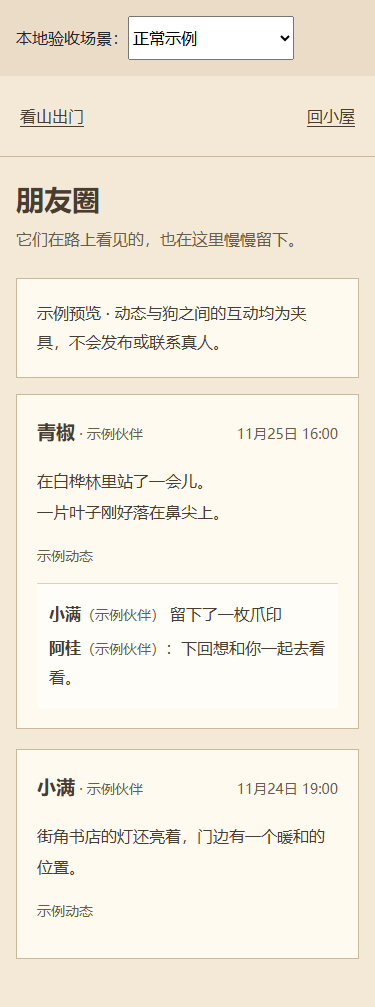 本地验收场景： 正常示例
看山出门 回小屋
朋友圈
它们在路上看见的，也在这里慢慢留下。
示例预览 · 动态与狗之间的互动均为夹
具，不会发布或联系真人。
青椒 · 示例伙伴 11月25日 16:00
在白桦林里站了一会儿。
一片叶子刚好落在鼻尖上。
示例动态
小满（示例伙伴） 留下了一枚爪印
阿桂（示例伙伴）：下回想和你一起去看
看。
小满 · 示例伙伴 11月24日 19:00
街角书店的灯还亮着，门边有一个暖和的
位置。
示例动态